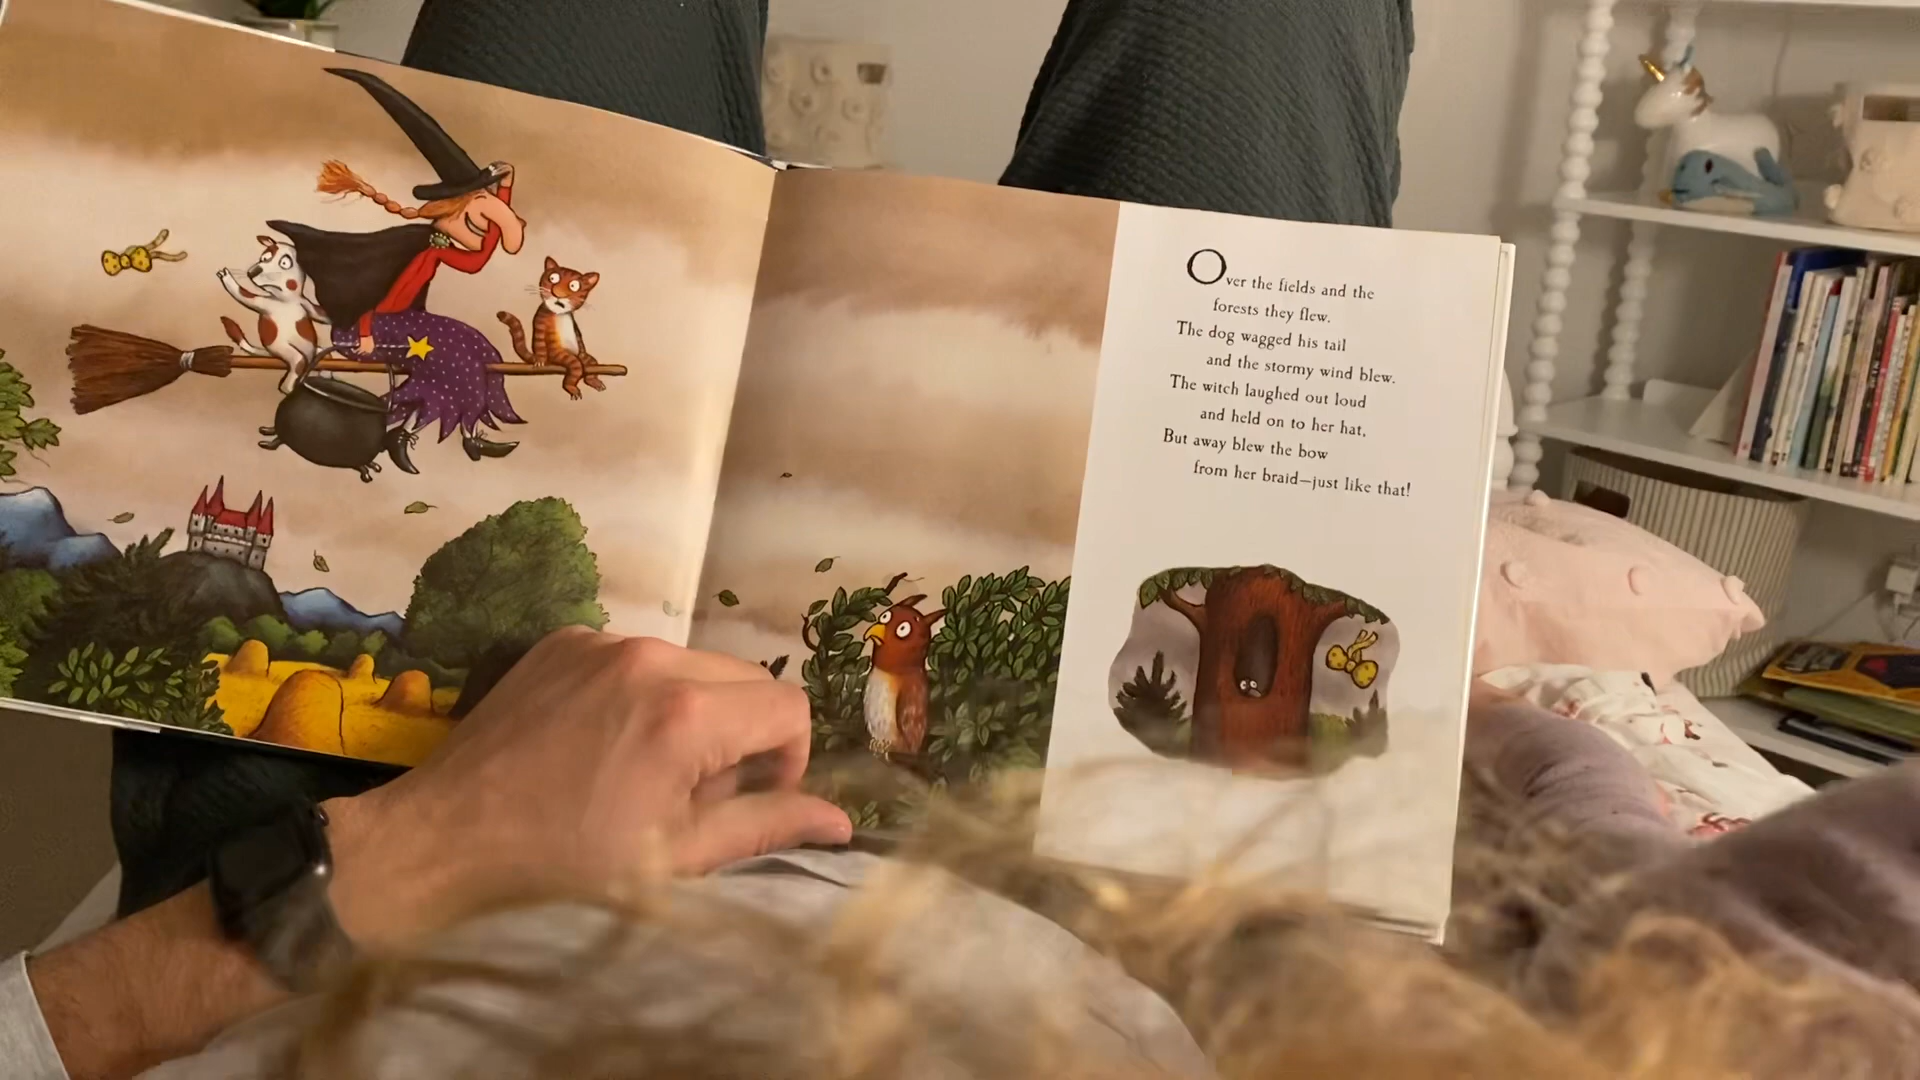 Over the fields and the
forests they flew.
The dog wagged his tail
and the stormy wind blew.
The witch laughed out loud
and held on to her hat,
But away blew the bow
from her braid—just like that!